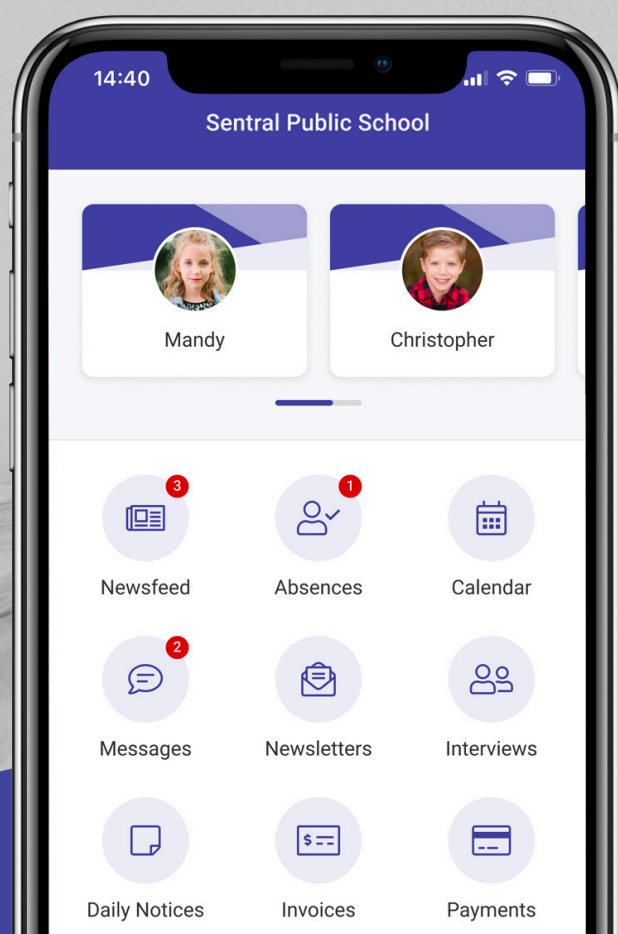 14:40
Sentral Public School
Mandy
Christopher
3
1
Newsfeed
Absences
Calendar
2
Messages
Newsletters
Interviews
$
Daily Notices
Invoices
Payments